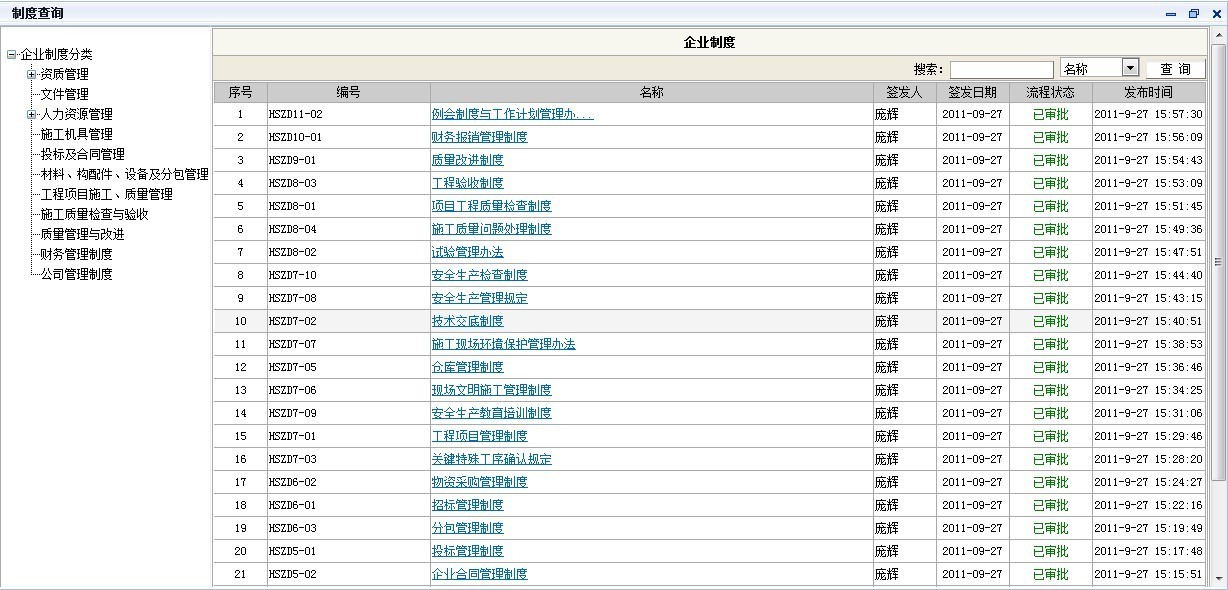 制度查询
企业制度分类
资质管理
文件管理
人力资源管理
施工机具管理
投标及合同管理
材料、构配件、设备及分包管理
工程项目施工、质量管理
施工质量检查与验收
质量管理与改进
财务管理制度
公司管理制度
企业制度
搜索： 名称 查 询
序号 编号 名称 签发人 签发日期 流程状态 发布时间
1 HSZD11-02 例会制度与工作计划管理办... 庞辉 2011-09-27 已审批 2011-9-27 15:57:30
2 HSZD10-01 财务报销管理制度 庞辉 2011-09-27 已审批 2011-9-27 15:56:09
3 HSZD9-01 质量改进制度 庞辉 2011-09-27 已审批 2011-9-27 15:54:43
4 HSZD8-03 工程验收制度 庞辉 2011-09-27 已审批 2011-9-27 15:53:09
5 HSZD8-01 项目工程质量检查制度 庞辉 2011-09-27 已审批 2011-9-27 15:51:45
6 HSZD8-04 施工质量问题处理制度 庞辉 2011-09-27 已审批 2011-9-27 15:49:36
7 HSZD8-02 试验管理办法 庞辉 2011-09-27 已审批 2011-9-27 15:47:51
8 HSZD7-10 安全生产检查制度 庞辉 2011-09-27 已审批 2011-9-27 15:44:40
9 HSZD7-08 安全生产管理规定 庞辉 2011-09-27 已审批 2011-9-27 15:43:15
10 HSZD7-02 技术交底制度 庞辉 2011-09-27 已审批 2011-9-27 15:40:51
11 HSZD7-07 施工现场环境保护管理办法 庞辉 2011-09-27 已审批 2011-9-27 15:38:53
12 HSZD7-05 仓库管理制度 庞辉 2011-09-27 已审批 2011-9-27 15:36:46
13 HSZD7-06 现场文明施工管理制度 庞辉 2011-09-27 已审批 2011-9-27 15:34:25
14 HSZD7-09 安全生产教育培训制度 庞辉 2011-09-27 已审批 2011-9-27 15:31:06
15 HSZD7-01 工程项目管理制度 庞辉 2011-09-27 已审批 2011-9-27 15:29:46
16 HSZD7-03 关键特殊工序确认规定 庞辉 2011-09-27 已审批 2011-9-27 15:28:20
17 HSZD6-02 物资采购管理制度 庞辉 2011-09-27 已审批 2011-9-27 15:24:27
18 HSZD6-01 招标管理制度 庞辉 2011-09-27 已审批 2011-9-27 15:22:16
19 HSZD6-03 分包管理制度 庞辉 2011-09-27 已审批 2011-9-27 15:19:49
20 HSZD5-01 投标管理制度 庞辉 2011-09-27 已审批 2011-9-27 15:17:48
21 HSZD5-02 企业合同管理制度 庞辉 2011-09-27 已审批 2011-9-27 15:15:51